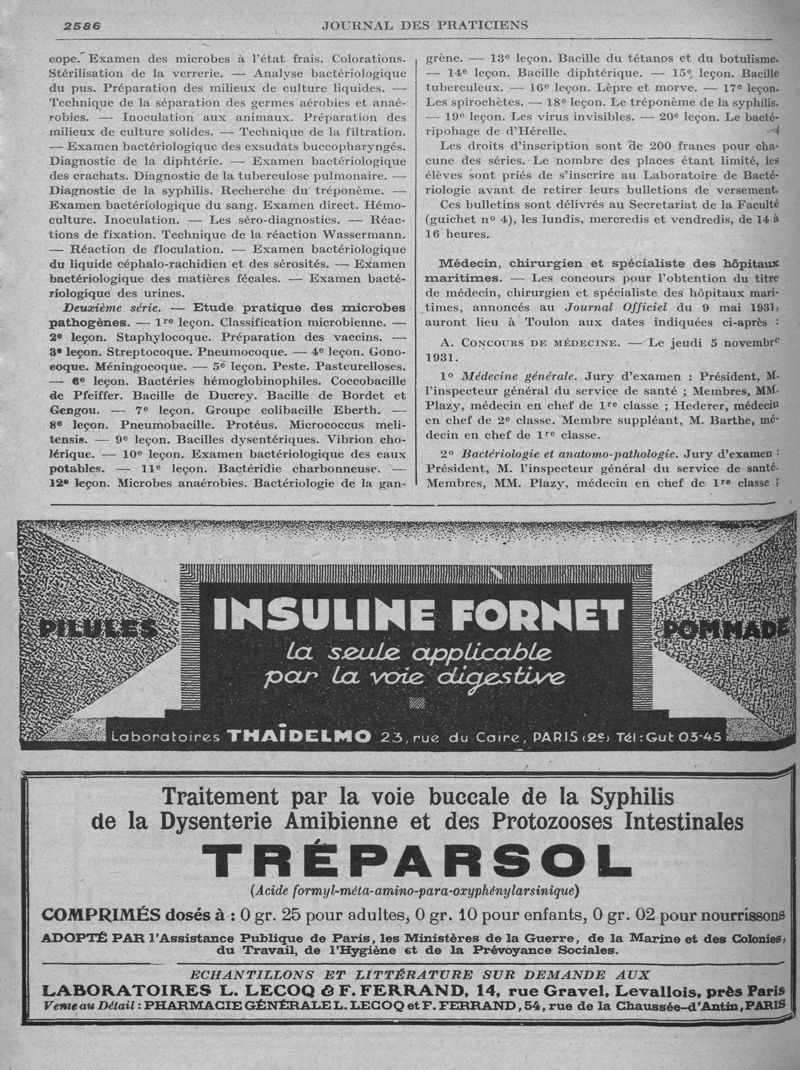 2586
JOURNAL DES PRATICIENS
cope. Examen des microbes à l'état frais. Colorations.
Stérilisation de la verrerie. — Analyse bactériologique
du pus. Préparation des milieux de culture liquides. —
Technique de la séparation des germes aérobies et anaé-
robies. — Inoculation aux animaux. Préparation des
milieux de culture solides. — Technique de la filtration.
— Examen bactériologique des exsudats buccopharyngés.
Diagnostic de la diphtérie. — Examen bactériologique
des crachats. Diagnostic de la tuberculose pulmonaire. —
Diagnostic de la syphilis. Recherche du tréponème. —
Examen bactériologique du sang. Examen direct. Hémo-
culture. Inoculation. — Les séro-diagnostics. — Réac-
tions de fixation. Technique de la réaction Wassermann.
— Réaction de floculation. — Examen bactériologique
du liquide céphalo-rachidien et des sérosités. — Examen
bactériologique des matières fécales. — Examen bacté-
riologique des urines.
Deuxième série. — Etude pratique des microbes
pathogènes. — 1re leçon. Classification microbienne. —
2e leçon. Staphylocoque. Préparation des vaccins. —
3e leçon. Streptocoque. Pneumocoque. — 4e leçon. Gono-
coque. Méningocoque. — 5e leçon. Peste. Pasteurelloses.
— 6e leçon. Bactéries hémoglobinophiles. Coccobacille
de Pfeiffer. Bacille de Ducrey. Bacille de Bordet et
Gengou. — 7e leçon. Groupe colibacille Eberth. —
8e leçon. Pneumobacille. Protéus. Micrococcus meli-
tensis. — 9e leçon. Bacilles dysentériques. Vibrion cho-
lérique. — 10e leçon. Examen bactériologique des eaux
potables. — 11e leçon. Bactéridie charbonneuse. —
12e leçon. Microbes anaérobies. Bactériologie de la gan-
grène. — 13e leçon. Bacille du tétanos et du botulisme.
— 14e leçon. Bacille diphtérique. — 15e leçon. Bacille
tuberculeux. — 16e leçon. Lèpre et morve. — 17e leçon.
Les spirochètes. — 18e leçon. Le tréponème de la syphilis.
— 19e leçon. Les virus invisibles. — 20e leçon. Le bacté-
ripohage de d'Hérelle.
Les droits d'inscription sont de 200 francs pour cha-
cune des séries. Le nombre des places étant limité, les
élèves sont priés de s'inscrire au Laboratoire de Bacté-
riologie avant de retirer leurs bulletions de versement.
Ces bulletins sont délivrés au Secretariat de la Faculté
(guichet no 4), les lundis, mercredis et vendredis, de 14 à
16 heures.
Médecin, chirurgien et spécialiste des hôpitaux
maritimes. — Les concours pour l'obtention du titre
de médecin, chirurgien et spécialiste des hôpitaux mari-
times, annoncés au Journal Officiel du 9 mai 1931,
auront lieu à Toulon aux dates indiquées ci-après :
A. CONCOURS DE MÉDECINE. — Le jeudi 5 novembre
1931.
1o Médecine générale. Jury d'examen : Président, M.
l'inspecteur général du service de santé ; Membres, MM.
Plazy, médecin en chef de 1re classe ; Hederer, médecin
en chef de 2e classe. Membre suppléant, M. Barthe, mé-
decin en chef de 1re classe.
2o Bactériologie et anatomo-pathologie. Jury d'examen :
Président, M. l'inspecteur général du service de santé.
Membres, MM. Plazy, médecin en chef de 1re classe ;
PILULES
INSULINE FORNET
POMMADE
la seule applicable
par la voie digestive
Laboratoires THAÏDELMO 23, rue du Caire, PARIS (2e) Tél: Gut 03-45
Traitement par la voie buccale de la Syphilis
de la Dysenterie Amibienne et des Protozooses Intestinales
TRÉPARSOL
(Acide formyl-méta-amino-para-oxyphénylarsinique)
COMPRIMÉS dosés à : 0 gr. 25 pour adultes, 0 gr. 10 pour enfants, 0 gr. 02 pour nourrissons
ADOPTÉ PAR l'Assistance Publique de Paris, les Ministères de la Guerre, de la Marine et des Colonies,
du Travail, de l'Hygiène et de la Prévoyance Sociales.
ECHANTILLONS ET LITTÉRATURE SUR DEMANDE AUX
LABORATOIRES L. LECOQ & F. FERRAND, 14, rue Gravel, Levallois, près Paris
Vente au Détail : PHARMACIE GÉNÉRALE L. LECOQ et F. FERRAND, 54, rue de la Chaussée-d'Antin, PARIS